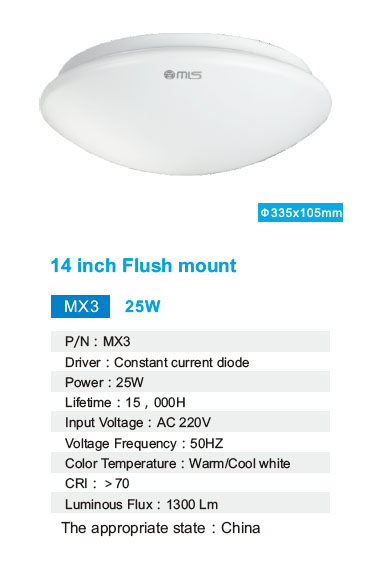 mls
Φ335x105mm
14 inch Flush mount
MX3 25W
P/N：MX3
Driver：Constant current diode
Power：25W
Lifetime：15，000H
Input Voltage：AC 220V
Voltage Frequency：50HZ
Color Temperature：Warm/Cool white
CRI：＞70
Luminous Flux：1300 Lm
The appropriate state：China